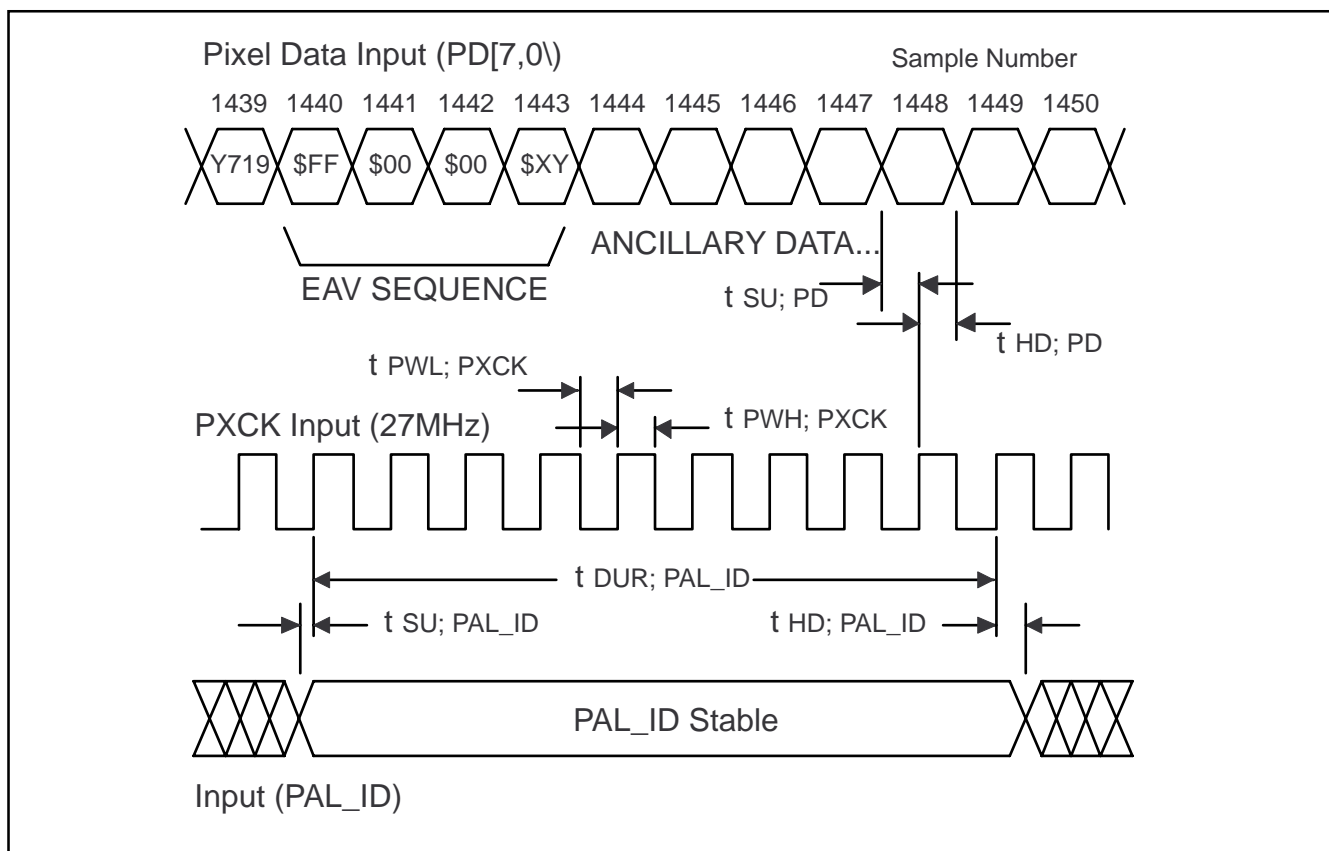 Pixel Data Input (PD[7,0\)
Sample Number
1439 1440 1441 1442 1443 1444 1445 1446 1447 1448 1449 1450
Y719 $FF $00 $00 $XY
ANCILLARY DATA...
EAV SEQUENCE
t SU; PD
t HD; PD
t PWL; PXCK
PXCK Input (27MHz)
t PWH; PXCK
t DUR; PAL_ID
t SU; PAL_ID
t HD; PAL_ID
PAL_ID Stable
Input (PAL_ID)